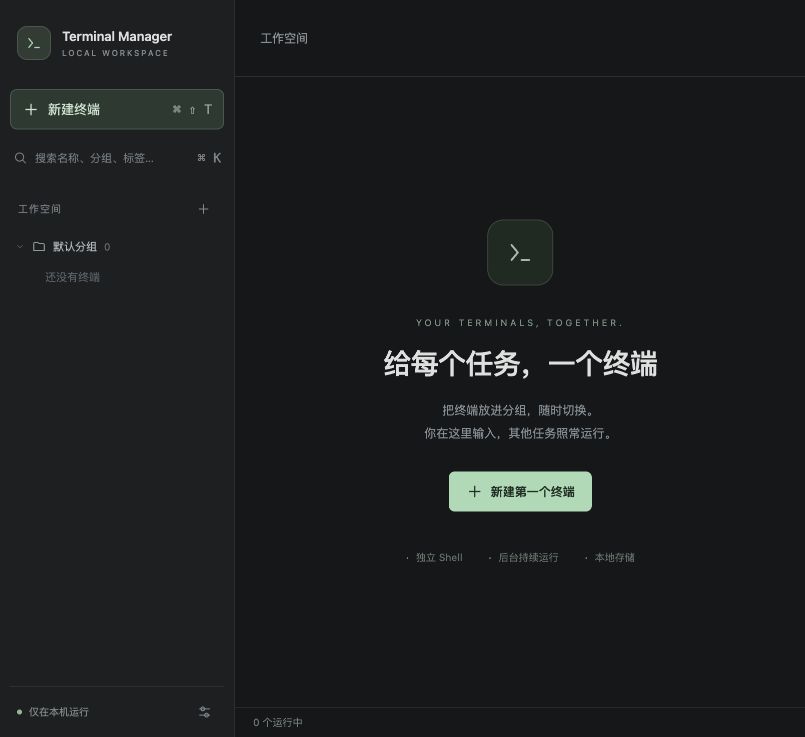 Terminal Manager
LOCAL WORKSPACE
新建终端 ⌘ ⇧ T
搜索名称、分组、标签... ⌘ K
工作空间
默认分组 0
还没有终端
仅在本机运行
工作空间
>_
YOUR TERMINALS, TOGETHER.
给每个任务，一个终端
把终端放进分组，随时切换。
你在这里输入，其他任务照常运行。
新建第一个终端
· 独立 Shell · 后台持续运行 · 本地存储
0 个运行中